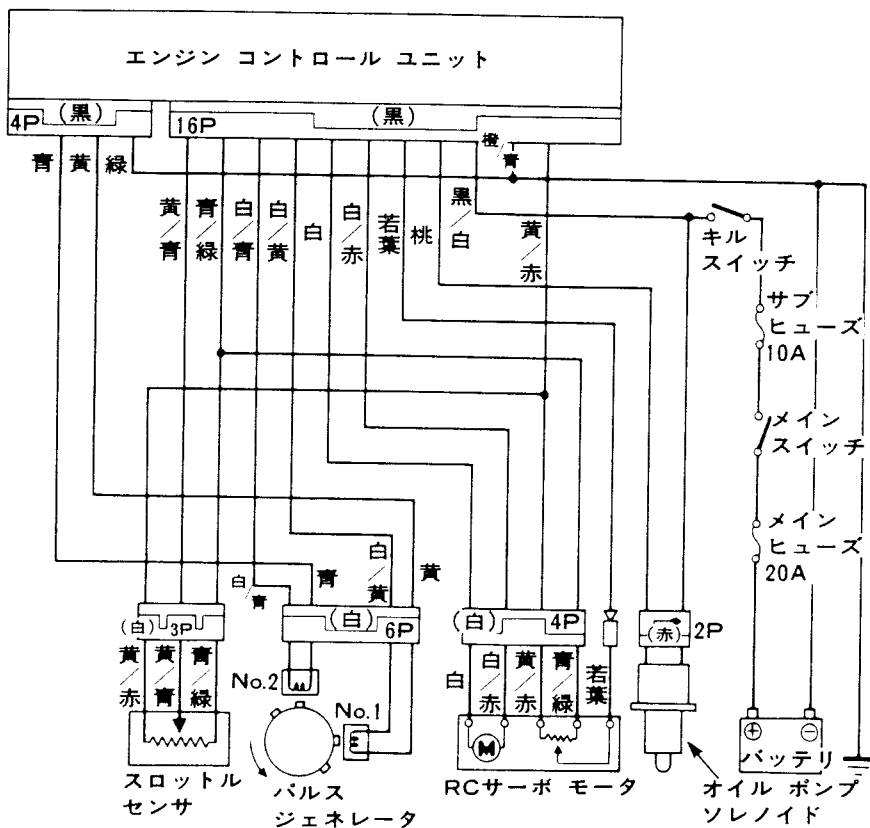 エンジン コントロール ユニット
(黒)
(黒)
4P
16P
青
黄
緑
黄/青
青/緑
白/青
白/黄
白
白/赤
若葉
桃
黒/白
橙/青
黄/赤
キル
スイッチ
サブ
ヒューズ
10A
メイン
スイッチ
メイン
ヒューズ
20A
白/青
青
白/黄
黄
(白)
3P
(白)
6P
(白)
4P
(赤)
2P
黄/赤
黄/青
青/緑
No.2
No.1
白
白/赤
黄/赤
青/緑
若葉
M
⊕
⊖
バッテリ
スロットル
センサ
パルス
ジェネレータ
RCサーボ モータ
オイル ポンプ
ソレノイド